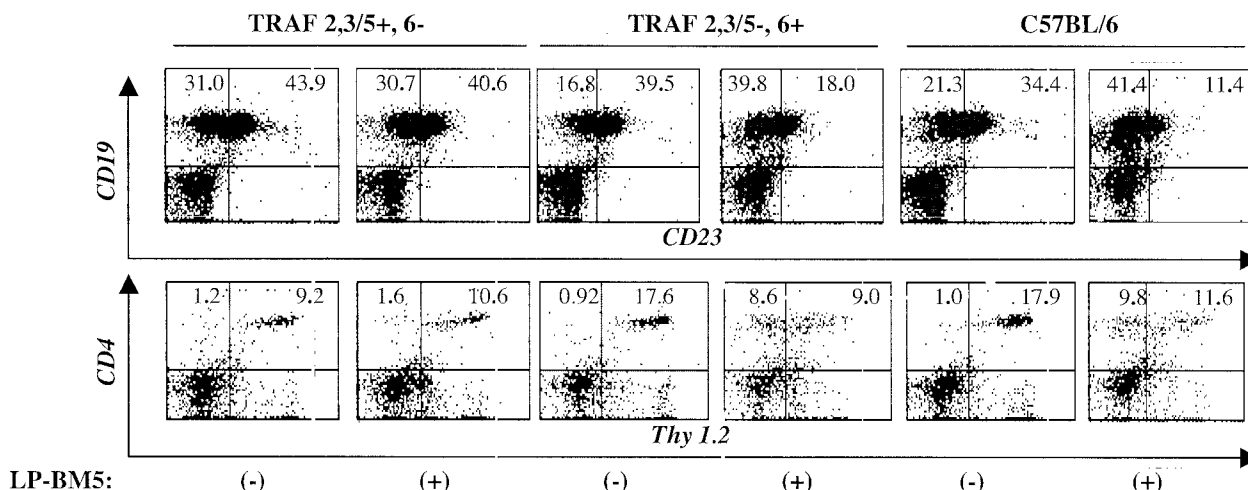 TRAF 2,3/5+, 6- TRAF 2,3/5-, 6+ C57BL/6
31.0 43.9 30.7 40.6 16.8 39.5 39.8 18.0 21.3 34.4 41.4 11.4
CD19
CD23
1.2 9.2 1.6 10.6 0.92 17.6 8.6 9.0 1.0 17.9 9.8 11.6
CD4
Thy 1.2
LP-BM5: (-) (+) (-) (+) (-) (+)